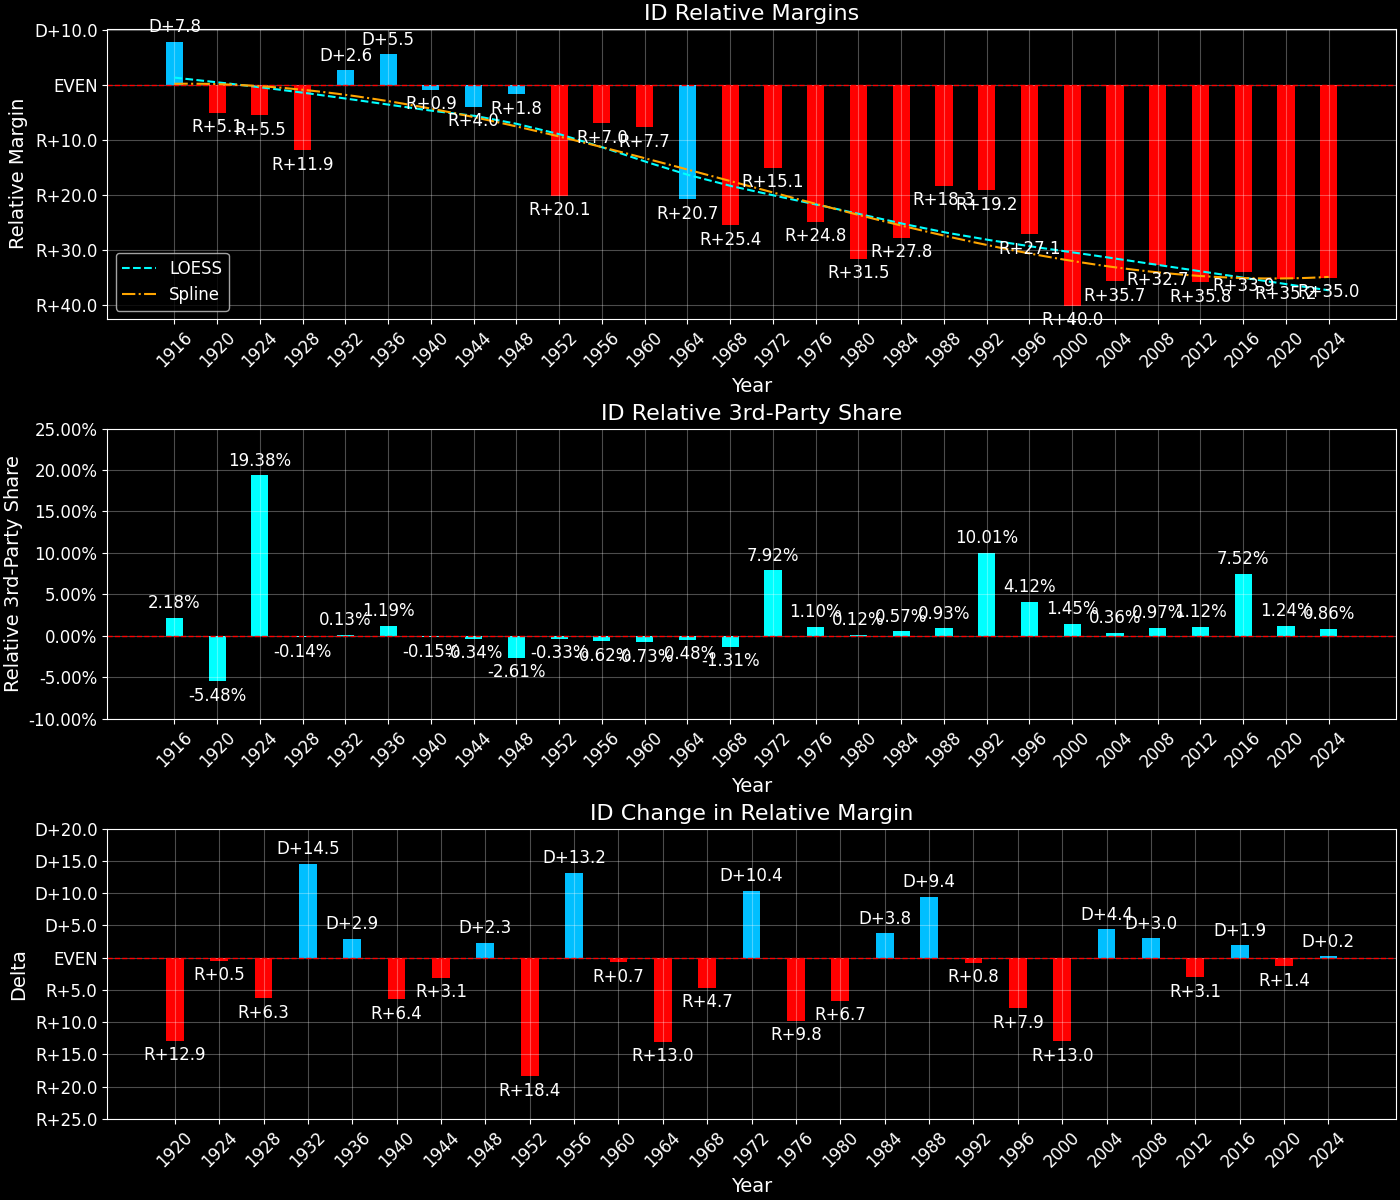 ID Relative Margins
Relative Margin
D+10.0
EVEN
R+10.0
R+20.0
R+30.0
R+40.0
D+7.8
R+5.1
R+5.5
R+11.9
D+2.6
D+5.5
R+0.9
R+4.0
R+1.8
R+20.1
R+7.0
R+7.7
R+20.7
R+25.4
R+15.1
R+24.8
R+31.5
R+27.8
R+18.3
R+19.2
R+27.1
R+40.0
R+35.7
R+32.7
R+35.8
R+33.9
R+35.2
R+35.0
LOESS
Spline
1916 1920 1924 1928 1932 1936 1940 1944 1948 1952 1956 1960 1964 1968 1972 1976 1980 1984 1988 1992 1996 2000 2004 2008 2012 2016 2020 2024
Year
ID Relative 3rd-Party Share
Relative 3rd-Party Share
25.00%
20.00%
15.00%
10.00%
5.00%
0.00%
-5.00%
-10.00%
2.18%
-5.48%
19.38%
-0.14%
0.13%
1.19%
-0.15%
-0.34%
-2.61%
-0.33%
-0.62%
-0.73%
-0.48%
-1.31%
7.92%
1.10%
0.12%
0.57%
0.93%
10.01%
4.12%
1.45%
0.36%
0.97%
1.12%
7.52%
1.24%
0.86%
1916 1920 1924 1928 1932 1936 1940 1944 1948 1952 1956 1960 1964 1968 1972 1976 1980 1984 1988 1992 1996 2000 2004 2008 2012 2016 2020 2024
Year
ID Change in Relative Margin
Delta
D+20.0
D+15.0
D+10.0
D+5.0
EVEN
R+5.0
R+10.0
R+15.0
R+20.0
R+25.0
R+12.9
R+0.5
R+6.3
D+14.5
D+2.9
R+6.4
R+3.1
D+2.3
R+18.4
D+13.2
R+0.7
R+13.0
R+4.7
D+10.4
R+9.8
R+6.7
D+3.8
D+9.4
R+0.8
R+7.9
R+13.0
D+4.4
D+3.0
R+3.1
D+1.9
R+1.4
D+0.2
1920 1924 1928 1932 1936 1940 1944 1948 1952 1956 1960 1964 1968 1972 1976 1980 1984 1988 1992 1996 2000 2004 2008 2012 2016 2020 2024
Year